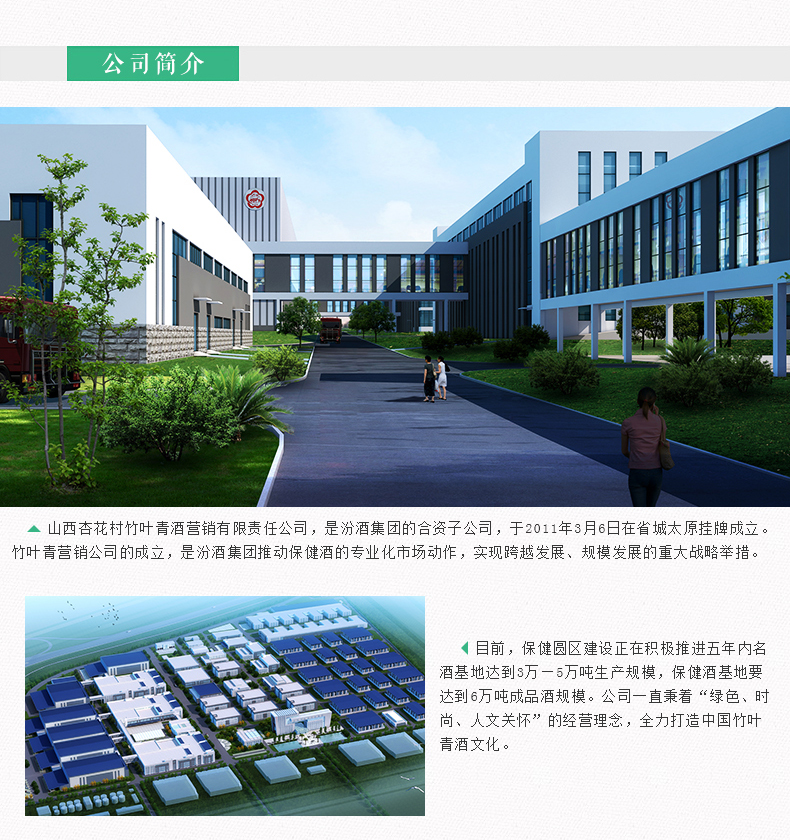 公司简介
山西杏花村竹叶青酒营销有限责任公司，是汾酒集团的合资子公司，于2011年3月6日在省城太原挂牌成立。
竹叶青营销公司的成立，是汾酒集团推动保健酒的专业化市场动作，实现跨越发展、规模发展的重大战略举措。
目前，保健圆区建设正在积极推进五年内名
酒基地达到3万－5万吨生产规模，保健酒基地要
达到6万吨成品酒规模。公司一直秉着“绿色、时
尚、人文关怀”的经营理念，全力打造中国竹叶
青酒文化。